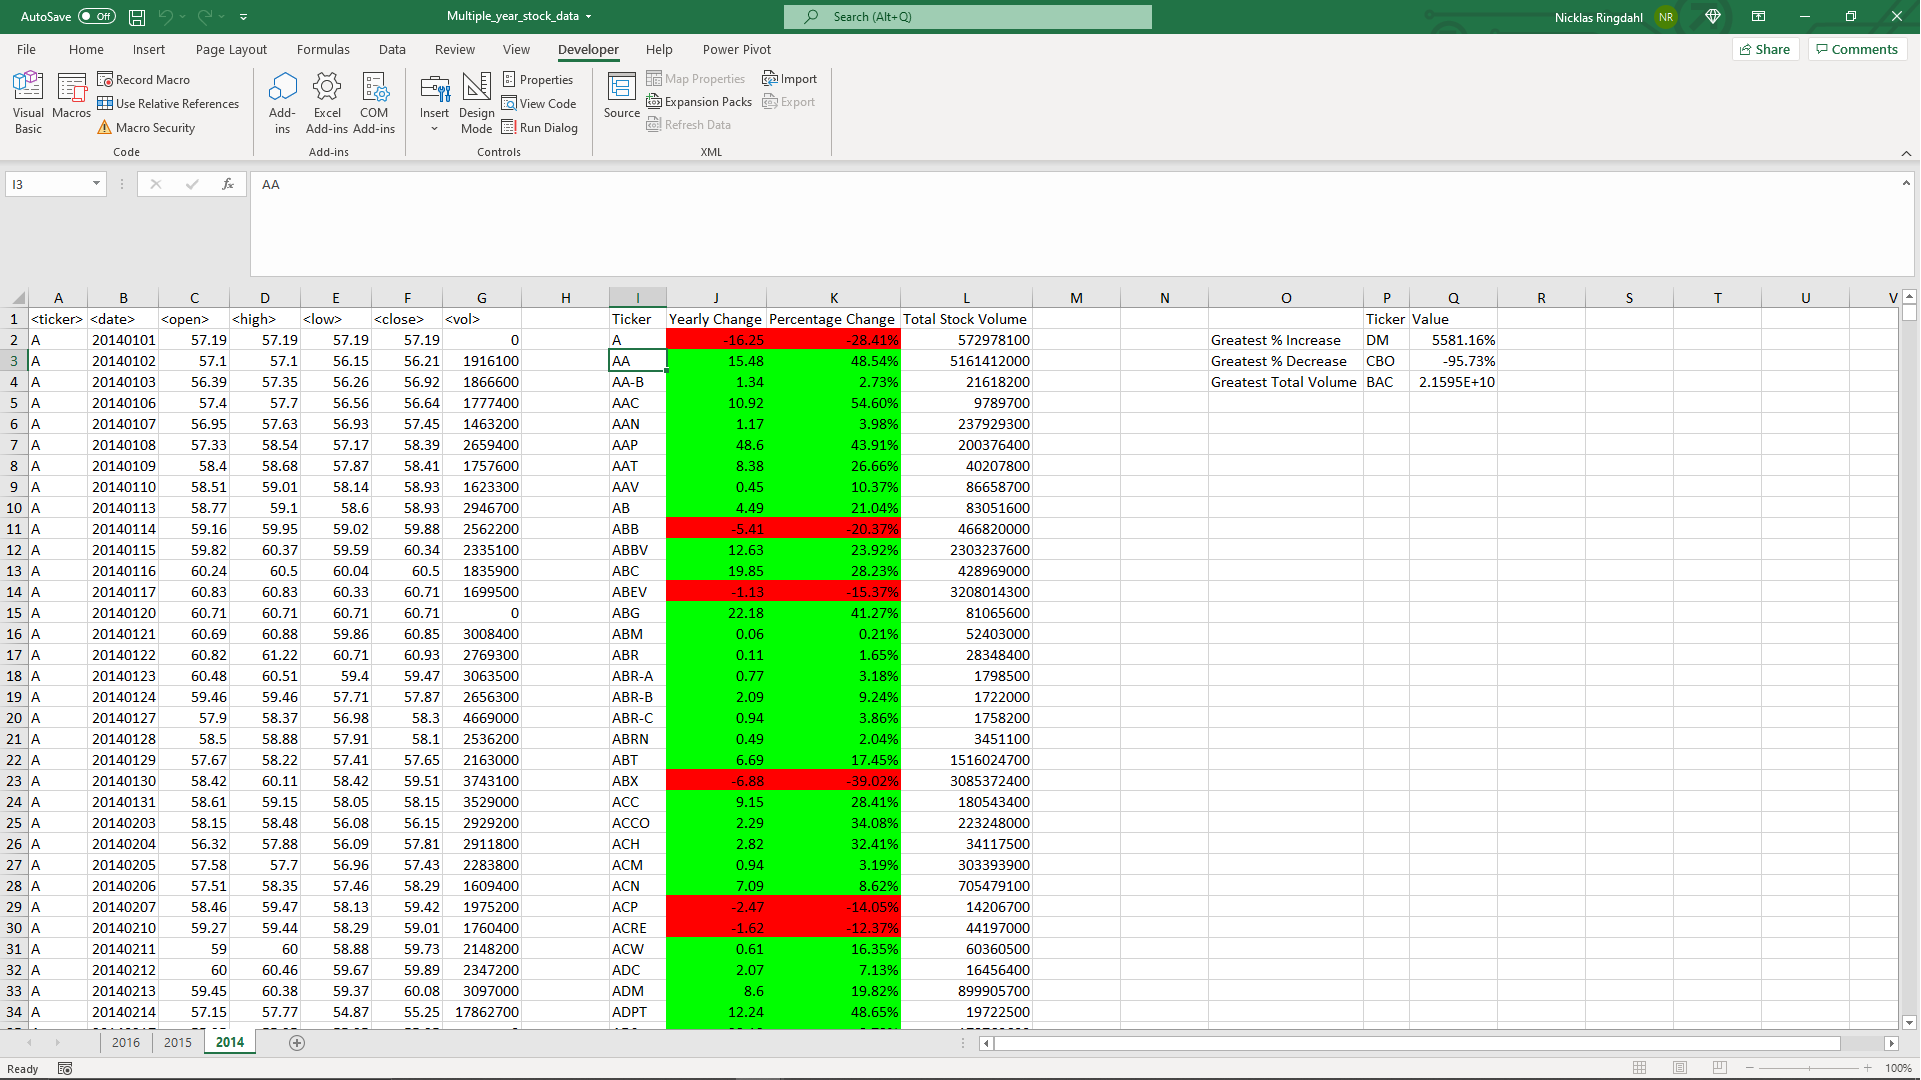 AutoSave Off Multiple_year_stock_data Search (Alt+Q) Nicklas Ringdahl NR
File Home Insert Page Layout Formulas Data Review View Developer Help Power Pivot Share Comments
Visual Basic Macros Record Macro Use Relative References Macro Security
Add-ins Excel Add-ins COM Add-ins
Insert Design Mode Properties View Code Run Dialog
Source Map Properties Expansion Packs Refresh Data Import Export
Code Add-ins Controls XML
I3 fx AA
A B C D E F G H I J K L M N O P Q R S T U V
1 <ticker> <date> <open> <high> <low> <close> <vol> Ticker Yearly Change Percentage Change Total Stock Volume Ticker Value
2 A 20140101 57.19 57.19 57.19 57.19 0 A -16.25 -28.41% 572978100 Greatest % Increase DM 5581.16%
3 A 20140102 57.1 57.1 56.15 56.21 1916100 AA 15.48 48.54% 5161412000 Greatest % Decrease CBO -95.73%
4 A 20140103 56.39 57.35 56.26 56.92 1866600 AA-B 1.34 2.73% 21618200 Greatest Total Volume BAC 2.1595E+10
5 A 20140106 57.4 57.7 56.56 56.64 1777400 AAC 10.92 54.60% 9789700
6 A 20140107 56.95 57.63 56.93 57.45 1463200 AAN 1.17 3.98% 237929300
7 A 20140108 57.33 58.54 57.17 58.39 2659400 AAP 48.6 43.91% 200376400
8 A 20140109 58.4 58.68 57.87 58.41 1757600 AAT 8.38 26.66% 40207800
9 A 20140110 58.51 59.01 58.14 58.93 1623300 AAV 0.45 10.37% 86658700
10 A 20140113 58.77 59.1 58.6 58.93 2946700 AB 4.49 21.04% 83051600
11 A 20140114 59.16 59.95 59.02 59.88 2562200 ABB -5.41 -20.37% 466820000
12 A 20140115 59.82 60.37 59.59 60.34 2335100 ABBV 12.63 23.92% 2303237600
13 A 20140116 60.24 60.5 60.04 60.5 1835900 ABC 19.85 28.23% 428969000
14 A 20140117 60.83 60.83 60.33 60.71 1699500 ABEV -1.13 -15.37% 3208014300
15 A 20140120 60.71 60.71 60.71 60.71 0 ABG 22.18 41.27% 81065600
16 A 20140121 60.69 60.88 59.86 60.85 3008400 ABM 0.06 0.21% 52403000
17 A 20140122 60.82 61.22 60.71 60.93 2769300 ABR 0.11 1.65% 28348400
18 A 20140123 60.48 60.51 59.4 59.47 3063500 ABR-A 0.77 3.18% 1798500
19 A 20140124 59.46 59.46 57.71 57.87 2656300 ABR-B 2.09 9.24% 1722000
20 A 20140127 57.9 58.37 56.98 58.3 4669000 ABR-C 0.94 3.86% 1758200
21 A 20140128 58.5 58.88 57.91 58.1 2536200 ABRN 0.49 2.04% 3451100
22 A 20140129 57.67 58.22 57.41 57.65 2163000 ABT 6.69 17.45% 1516024700
23 A 20140130 58.42 60.11 58.42 59.51 3743100 ABX -6.88 -39.02% 3085372400
24 A 20140131 58.61 59.15 58.05 58.15 3529000 ACC 9.15 28.41% 180543400
25 A 20140203 58.15 58.48 56.08 56.15 2929200 ACCO 2.29 34.08% 223248000
26 A 20140204 56.32 57.88 56.09 57.81 2911800 ACH 2.82 32.41% 34117500
27 A 20140205 57.58 57.7 56.96 57.43 2283800 ACM 0.94 3.19% 303393900
28 A 20140206 57.51 58.35 57.46 58.29 1609400 ACN 7.09 8.62% 705479100
29 A 20140207 58.46 59.47 58.13 59.42 1975200 ACP -2.47 -14.05% 14206700
30 A 20140210 59.27 59.44 58.29 59.01 1760400 ACRE -1.62 -12.37% 44197000
31 A 20140211 59 60 58.88 59.73 2148200 ACW 0.61 16.35% 60360500
32 A 20140212 60 60.46 59.67 59.89 2347200 ADC 2.07 7.13% 16456400
33 A 20140213 59.45 60.38 59.37 60.08 3097000 ADM 8.6 19.82% 899905700
34 A 20140214 57.15 57.77 54.87 55.25 17862700 ADPT 12.24 48.65% 19722500
2016 2015 2014
Ready 100%